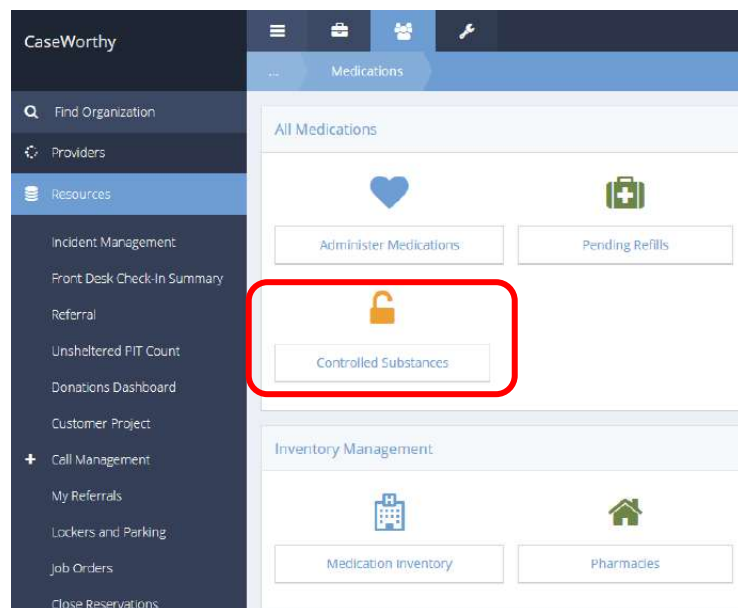 CaseWorthy
... Medications
Find Organization
Providers
Resources
Incident Management
Front Desk Check-In Summary
Referral
Unsheltered PIT Count
Donations Dashboard
Customer Project
Call Management
My Referrals
Lockers and Parking
Job Orders
Close Reservations
All Medications
Administer Medications
Pending Refills
Controlled Substances
Inventory Management
Medication Inventory
Pharmacies